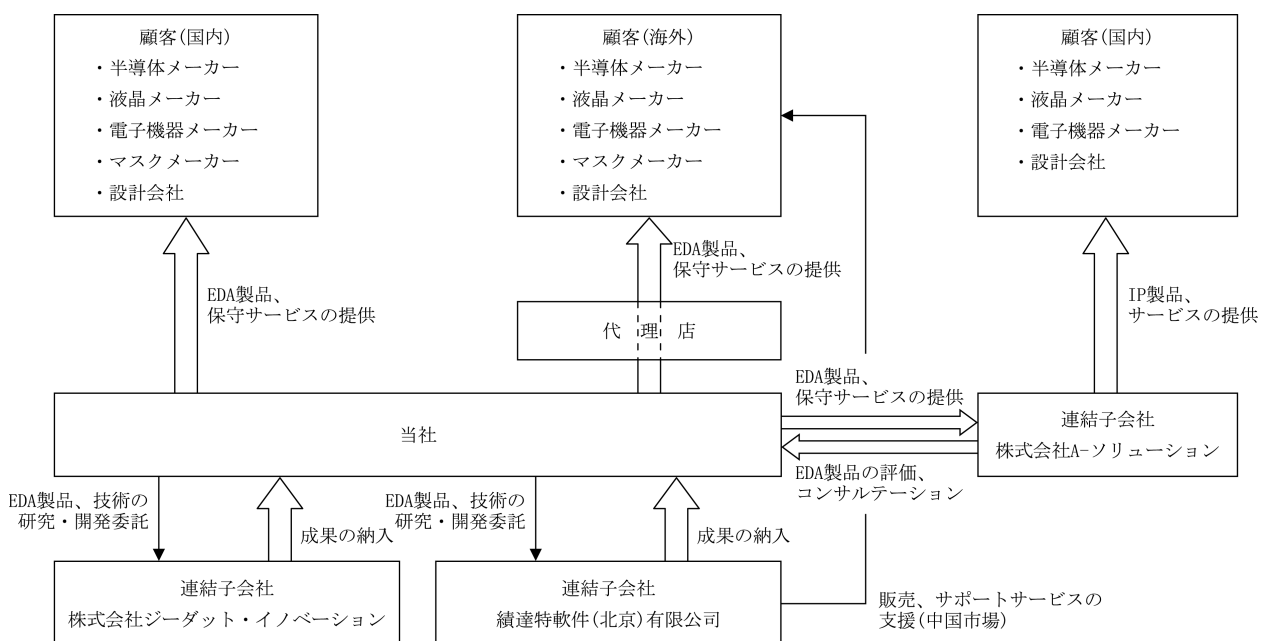 顧客(国内)
・半導体メーカー
・液晶メーカー
・電子機器メーカー
・マスクメーカー
・設計会社
顧客(海外)
・半導体メーカー
・液晶メーカー
・電子機器メーカー
・マスクメーカー
・設計会社
顧客(国内)
・半導体メーカー
・液晶メーカー
・電子機器メーカー
・設計会社
EDA製品、
保守サービスの提供
EDA製品、
保守サービスの提供
IP製品、
サービスの提供
代 理 店
EDA製品、
保守サービスの提供
当社
連結子会社
株式会社A-ソリューション
EDA製品の評価、
コンサルテーション
EDA製品、技術の
研究・開発委託
成果の納入
EDA製品、技術の
研究・開発委託
成果の納入
連結子会社
株式会社ジーダット・イノベーション
連結子会社
績達特軟件(北京)有限公司
販売、サポートサービスの
支援(中国市場)